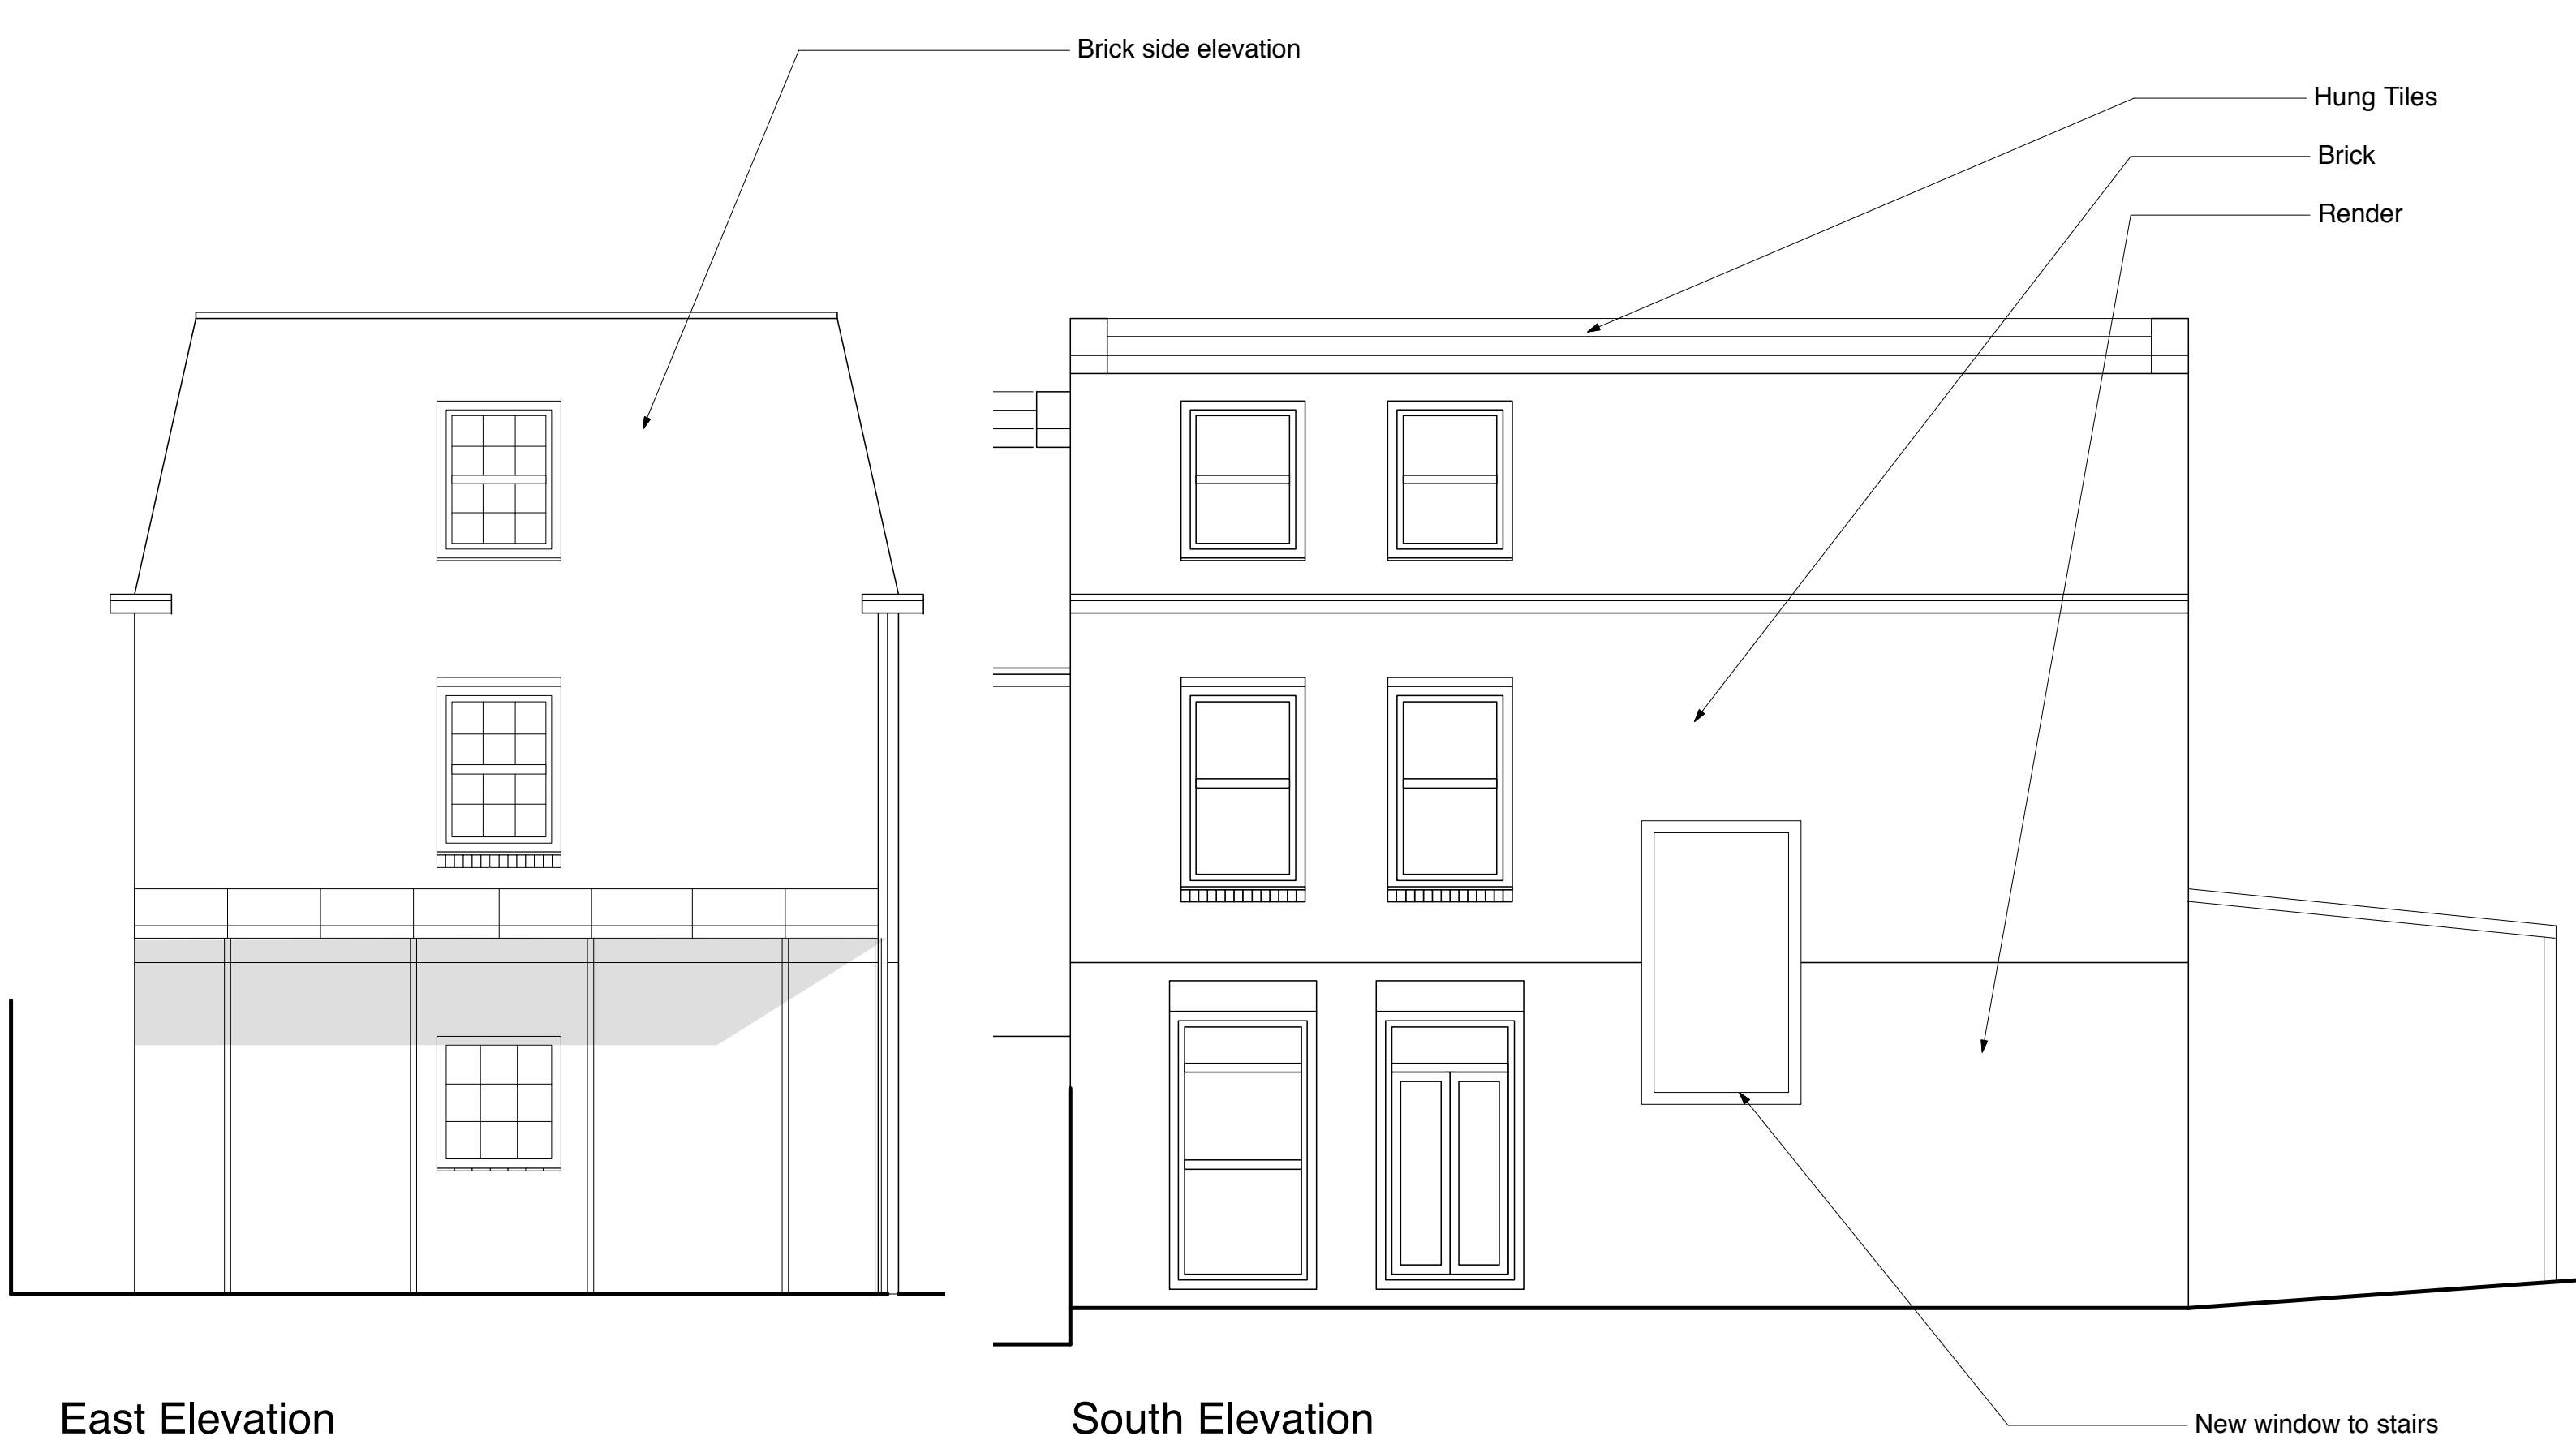 Brick side elevation
Hung Tiles
Brick
Render
East Elevation
South Elevation
New window to stairs